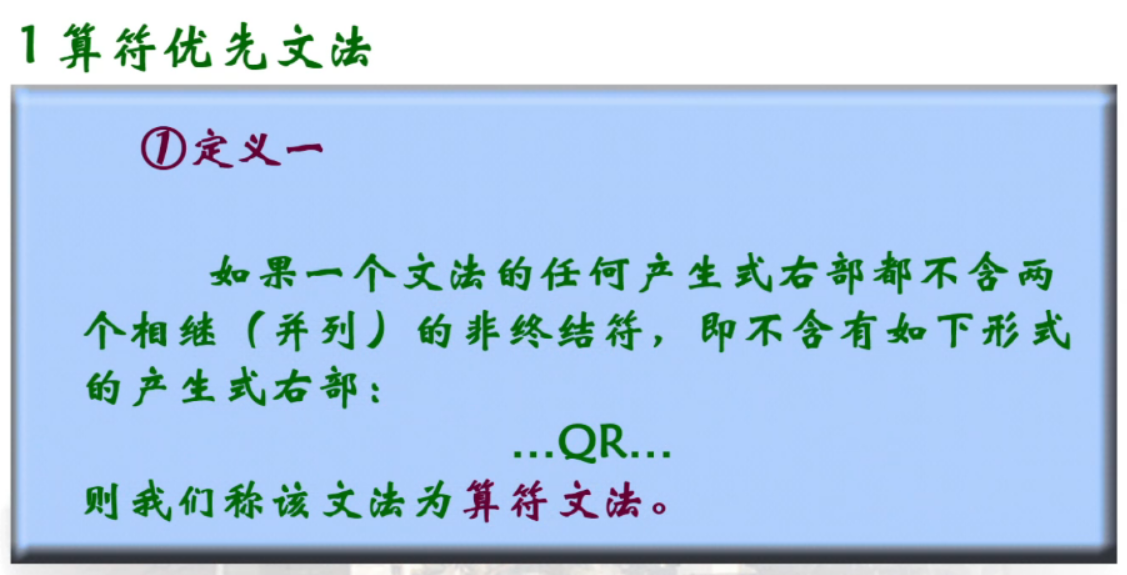 1 算符优先文法
①定义一
如果一个文法的任何产生式右部都不含两
个相继（并列）的非终结符，即不含有如下形式
的产生式右部：
…QR…
则我们称该文法为算符文法。